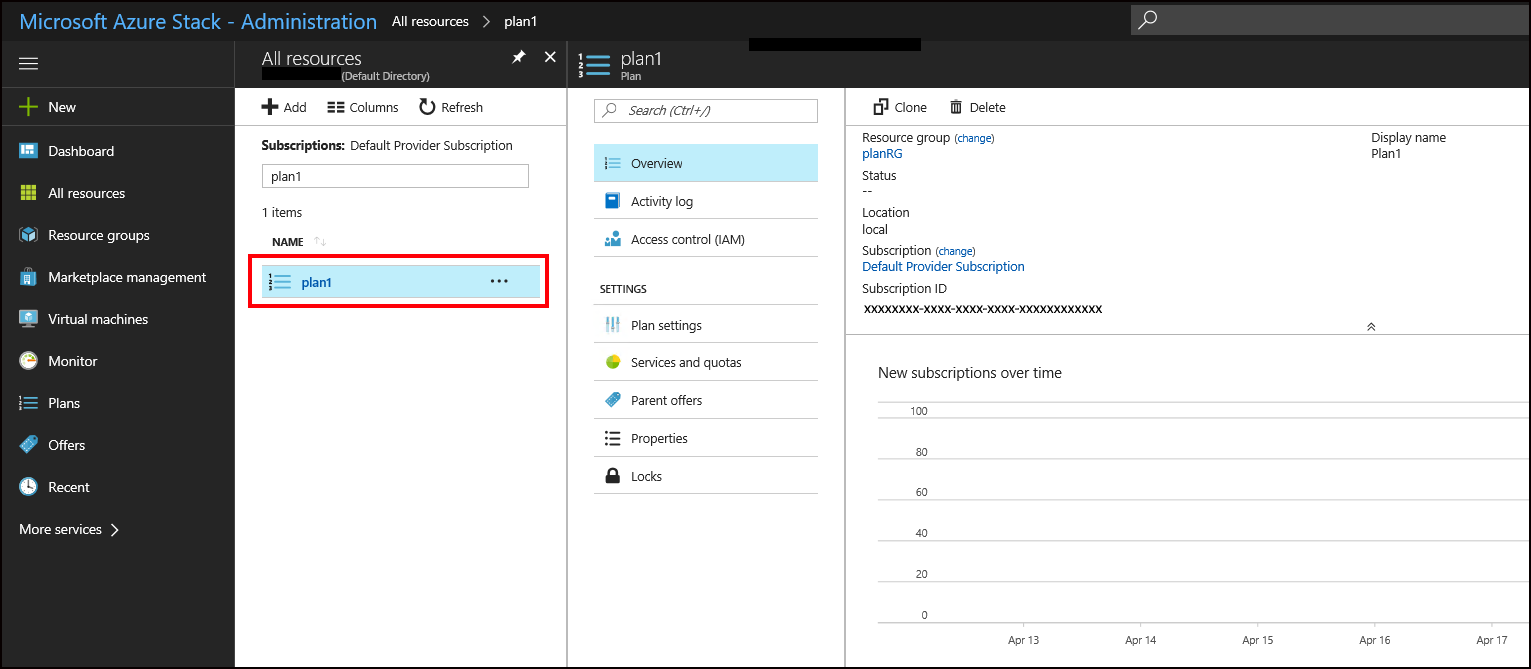 Microsoft Azure Stack - Administration All resources > plan1
New
Dashboard
All resources
Resource groups
Marketplace management
Virtual machines
Monitor
Plans
Offers
Recent
More services >
All resources
(Default Directory)
Add Columns Refresh
Subscriptions: Default Provider Subscription
plan1
1 items
NAME
plan1 ...
plan1
Plan
Search (Ctrl+/)
Overview
Activity log
Access control (IAM)
SETTINGS
Plan settings
Services and quotas
Parent offers
Properties
Locks
Clone Delete
Resource group (change)
planRG
Status
--
Location
local
Subscription (change)
Default Provider Subscription
Subscription ID
xxxxxxxx-xxxx-xxxx-xxxx-xxxxxxxxxxxx
Display name
Plan1
New subscriptions over time
100
80
60
40
20
0
Apr 13 Apr 14 Apr 15 Apr 16 Apr 17